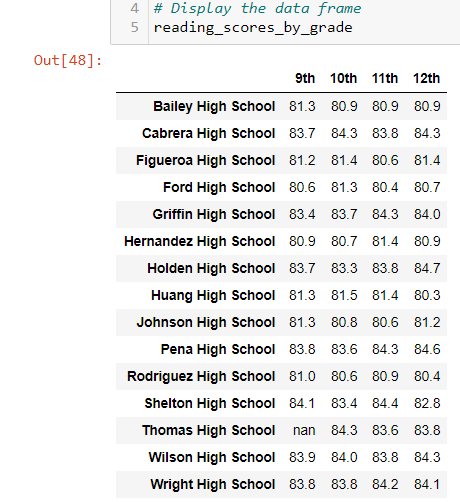 4 # Display the data frame
5 reading_scores_by_grade
Out[48]:
9th 10th 11th 12th
Bailey High School 81.3 80.9 80.9 80.9
Cabrera High School 83.7 84.3 83.8 84.3
Figueroa High School 81.2 81.4 80.6 81.4
Ford High School 80.6 81.3 80.4 80.7
Griffin High School 83.4 83.7 84.3 84.0
Hernandez High School 80.9 80.7 81.4 80.9
Holden High School 83.7 83.3 83.8 84.7
Huang High School 81.3 81.5 81.4 80.3
Johnson High School 81.3 80.8 80.6 81.2
Pena High School 83.8 83.6 84.3 84.6
Rodriguez High School 81.0 80.6 80.9 80.4
Shelton High School 84.1 83.4 84.4 82.8
Thomas High School nan 84.3 83.6 83.8
Wilson High School 83.9 84.0 83.8 84.3
Wright High School 83.8 83.8 84.2 84.1